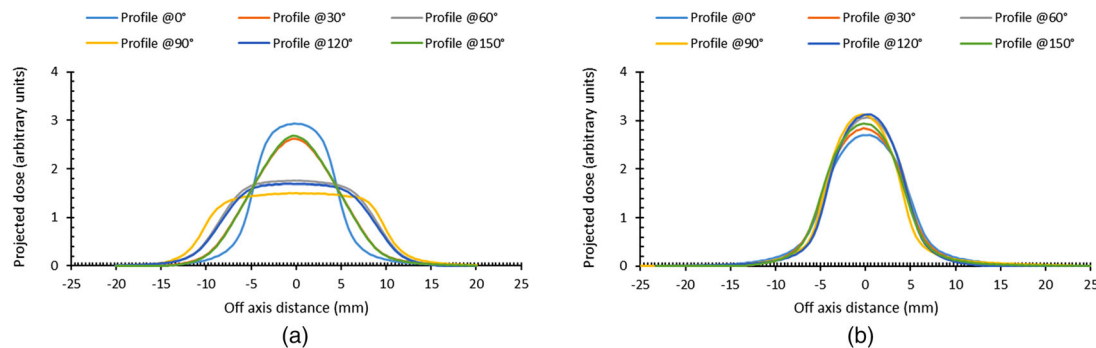 Profile @0° Profile @30° Profile @60°
Profile @90° Profile @120° Profile @150°
Projected dose (arbitrary units)
4
3
2
1
0
-25 -20 -15 -10 -5 0 5 10 15 20 25
Off axis distance (mm)
(a)
Profile @0° Profile @30° Profile @60°
Profile @90° Profile @120° Profile @150°
Projected dose (arbitrary units)
4
3
2
1
0
-25 -20 -15 -10 -5 0 5 10 15 20 25
Off axis distance (mm)
(b)